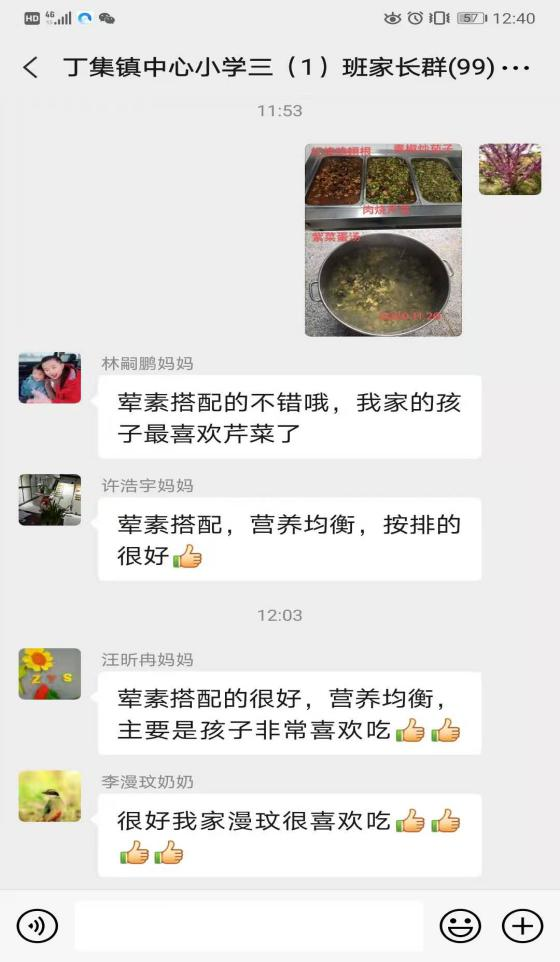 HD 4G 57 12:40
丁集镇中心小学三（1）班家长群(99)
11:53
紫菜蛋汤
林嗣鹏妈妈
荤素搭配的不错哦，我家的孩
子最喜欢芹菜了
许浩宇妈妈
荤素搭配，营养均衡，按排的
很好
12:03
汪昕冉妈妈
荤素搭配的很好，营养均衡，
主要是孩子非常喜欢吃
ZYS
李漫玟奶奶
很好我家漫玟很喜欢吃